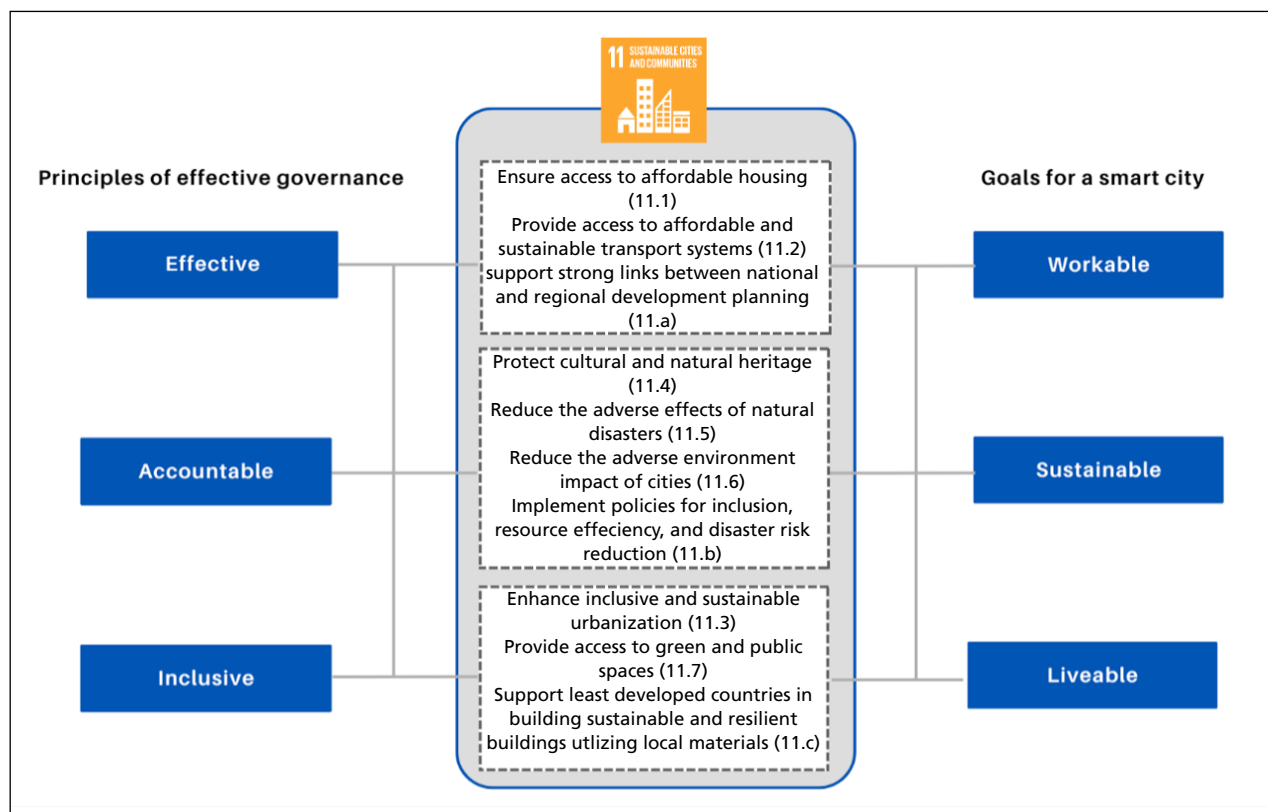 11 SUSTAINABLE CITIES
AND COMMUNITIES
Principles of effective governance
Effective
Accountable
Inclusive
Ensure access to affordable housing
(11.1)
Provide access to affordable and
sustainable transport systems (11.2)
support strong links between national
and regional development planning
(11.a)
Protect cultural and natural heritage
(11.4)
Reduce the adverse effects of natural
disasters (11.5)
Reduce the adverse environment
impact of cities (11.6)
Implement policies for inclusion,
resource effeciency, and disaster risk
reduction (11.b)
Enhance inclusive and sustainable
urbanization (11.3)
Provide access to green and public
spaces (11.7)
Support least developed countries in
building sustainable and resilient
buildings utlizing local materials (11.c)
Goals for a smart city
Workable
Sustainable
Liveable